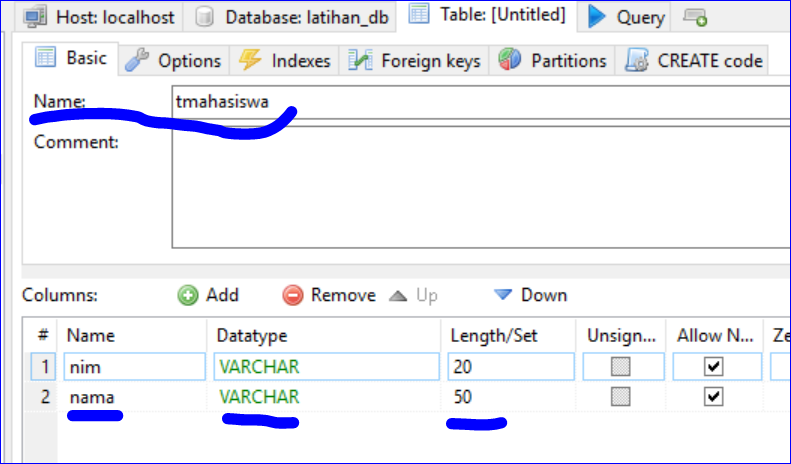 Host: localhost Database: latihan_db Table: [Untitled] Query
Basic Options Indexes Foreign keys Partitions CREATE code
Name: tmahasiswa
Comment:
Columns: Add Remove Up Down
# Name Datatype Length/Set Unsign... Allow N... Ze
1 nim VARCHAR 20
2 nama VARCHAR 50